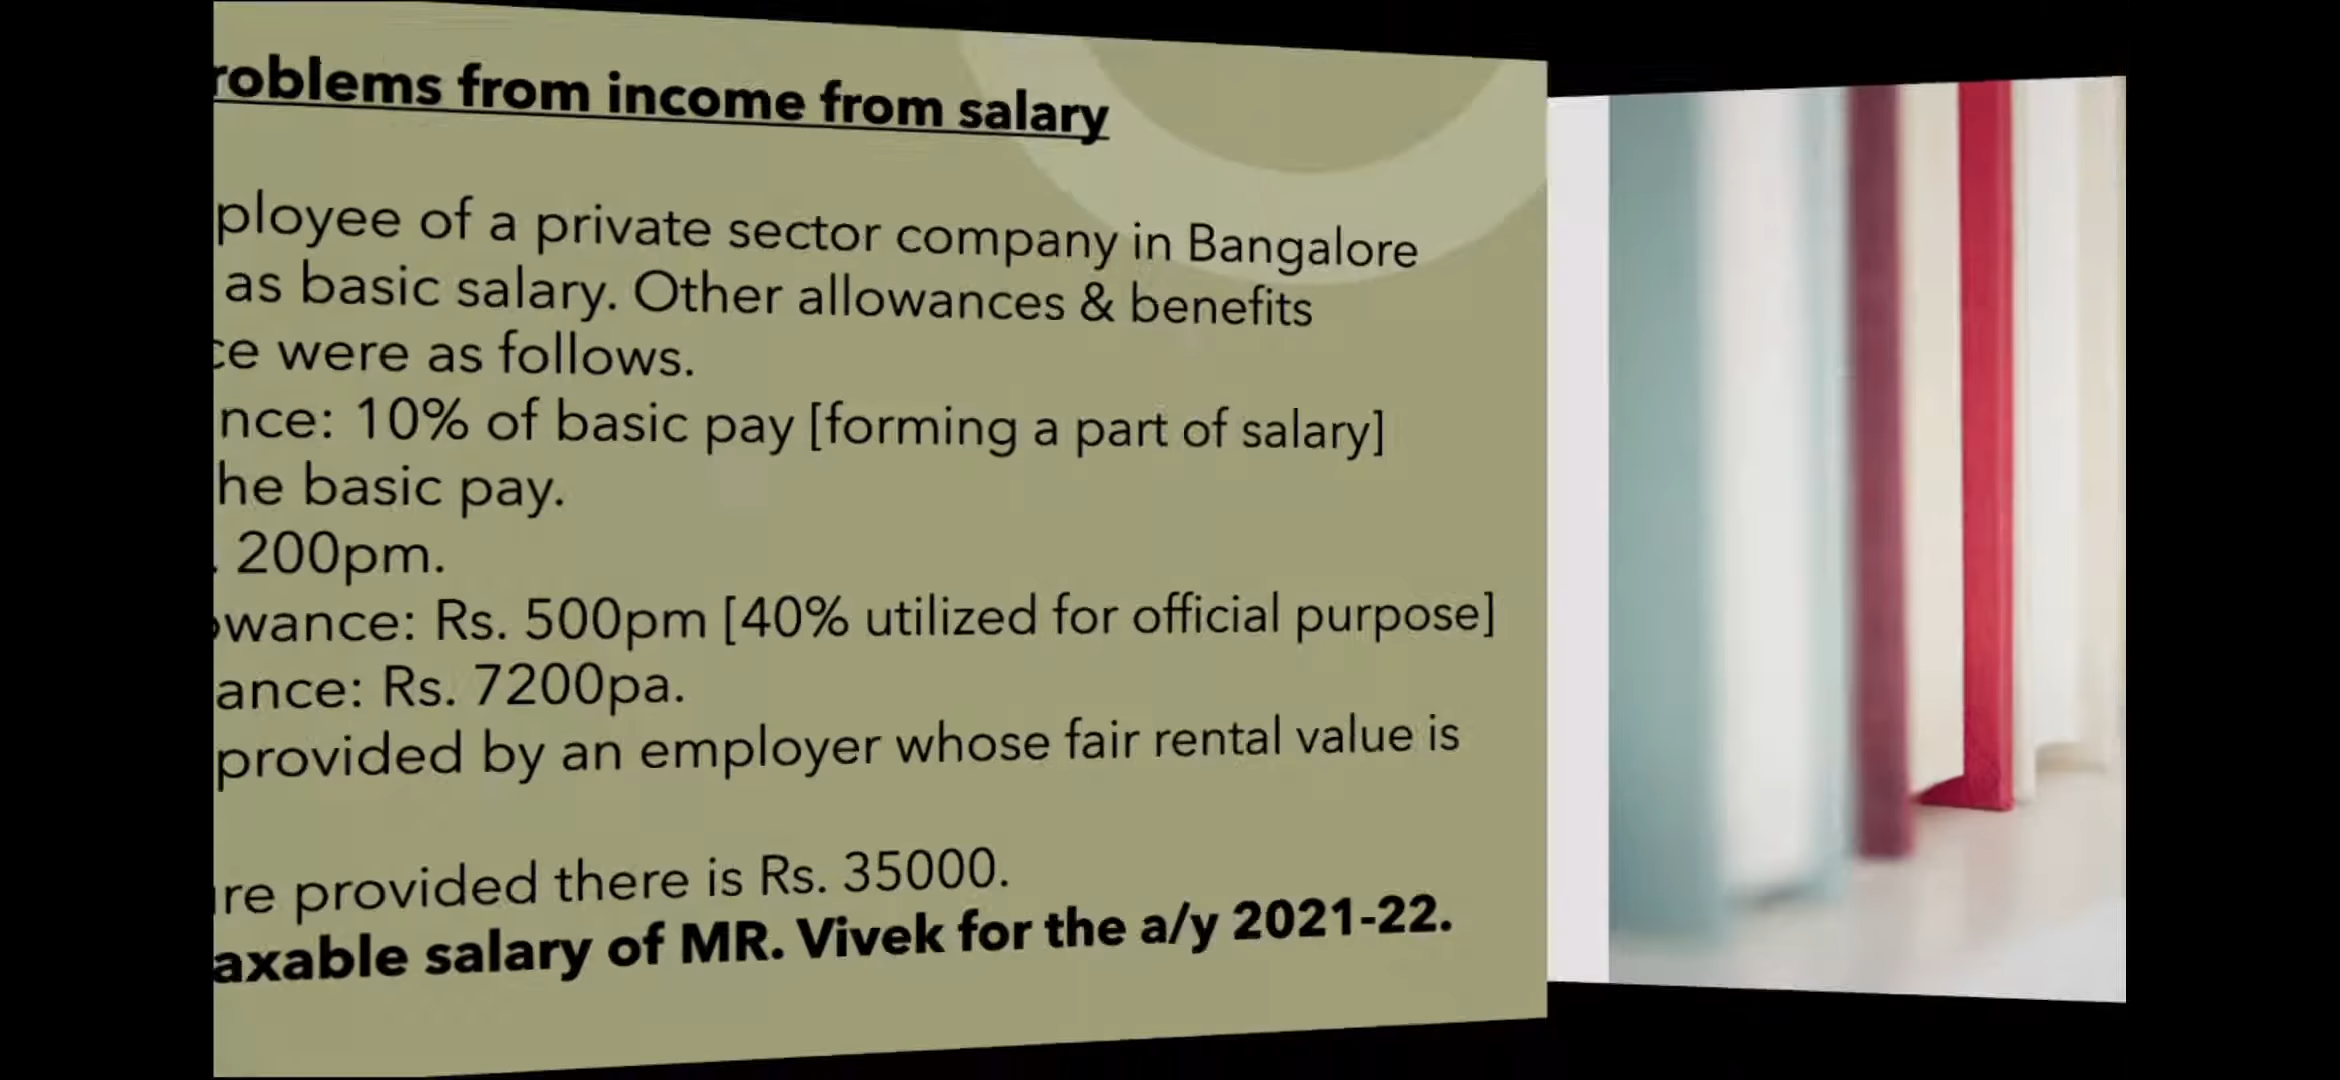 roblems from income from salary
ployee of a private sector company in Bangalore
as basic salary. Other allowances & benefits
ce were as follows.
nce: 10% of basic pay [forming a part of salary]
he basic pay.
. 200pm.
owance: Rs. 500pm [40% utilized for official purpose]
ance: Rs. 7200pa.
provided by an employer whose fair rental value is
re provided there is Rs. 35000.
axable salary of MR. Vivek for the a/y 2021-22.